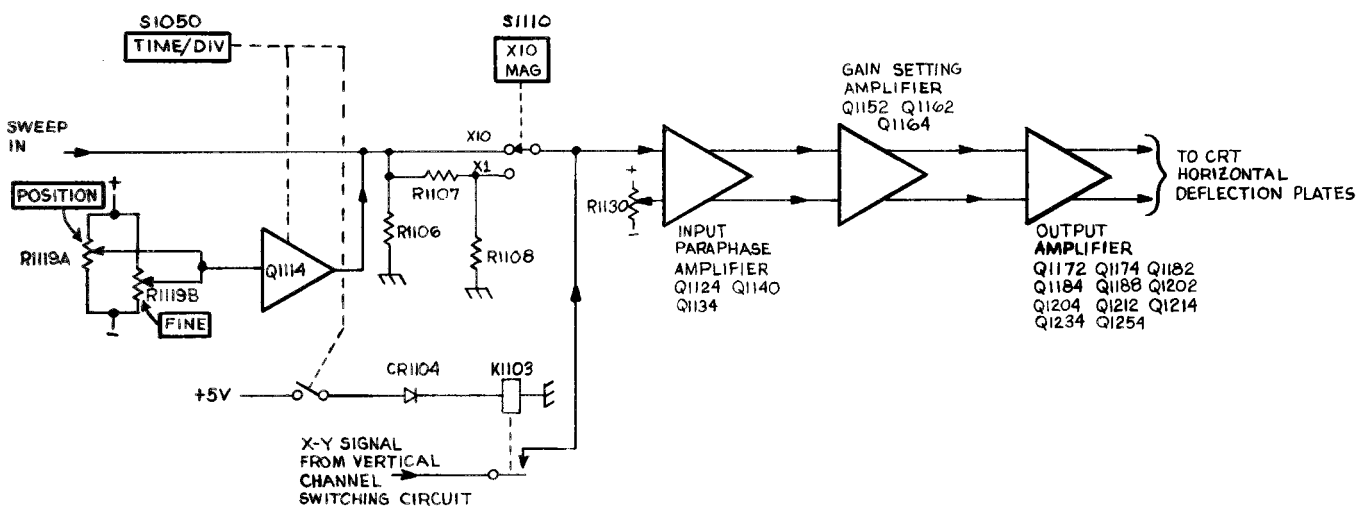 S1050
TIME/DIV
S1110
X10
MAG
GAIN SETTING
AMPLIFIER
Q1152 Q1162
Q1164
SWEEP
IN
X10
X1
R1107
R1106
R1108
POSITION
+
R1119A
R1119B
FINE
-
Q1114
+
R1130
-
INPUT
PARAPHASE
AMPLIFIER
Q1124 Q1140
Q1134
OUTPUT
AMPLIFIER
Q1172 Q1174 Q1182
Q1184 Q1188 Q1202
Q1204 Q1212 Q1214
Q1234 Q1254
TO CRT
HORIZONTAL
DEFLECTION PLATES
+5V
CR1104
K1103
X-Y SIGNAL
FROM VERTICAL
CHANNEL
SWITCHING CIRCUIT